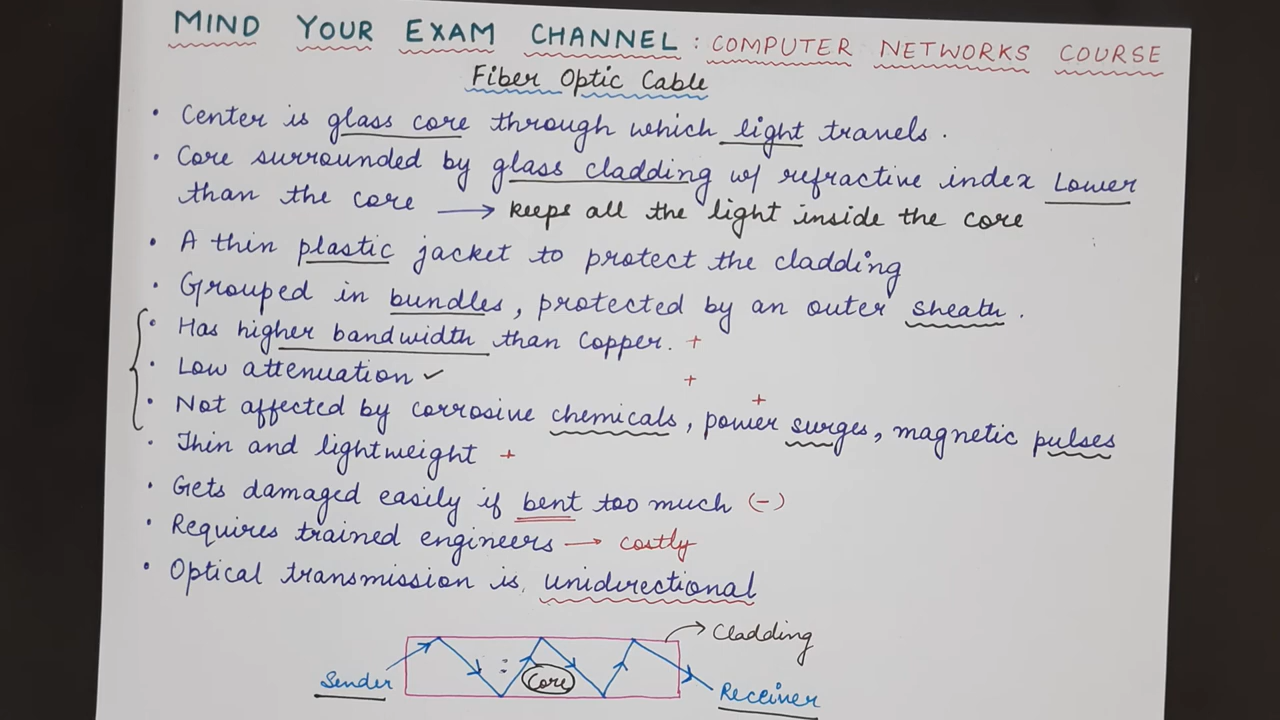 MIND YOUR EXAM CHANNEL : COMPUTER NETWORKS COURSE
Fiber Optic Cable
• Center is glass core through which light travels.
• Core surrounded by glass cladding w/ refractive index Lower
than the core → keeps all the light inside the core
• A thin plastic jacket to protect the cladding
• Grouped in bundles, protected by an outer sheath.
• Has higher bandwidth than copper. +
• Low attenuation ✓ +
• Not affected by corrosive chemicals, power surges, magnetic pulses +
• Thin and lightweight +
• Gets damaged easily if bent too much (-)
• Requires trained engineers → costly
• Optical transmission is unidirectional
Cladding
Sender
Core
Receiver